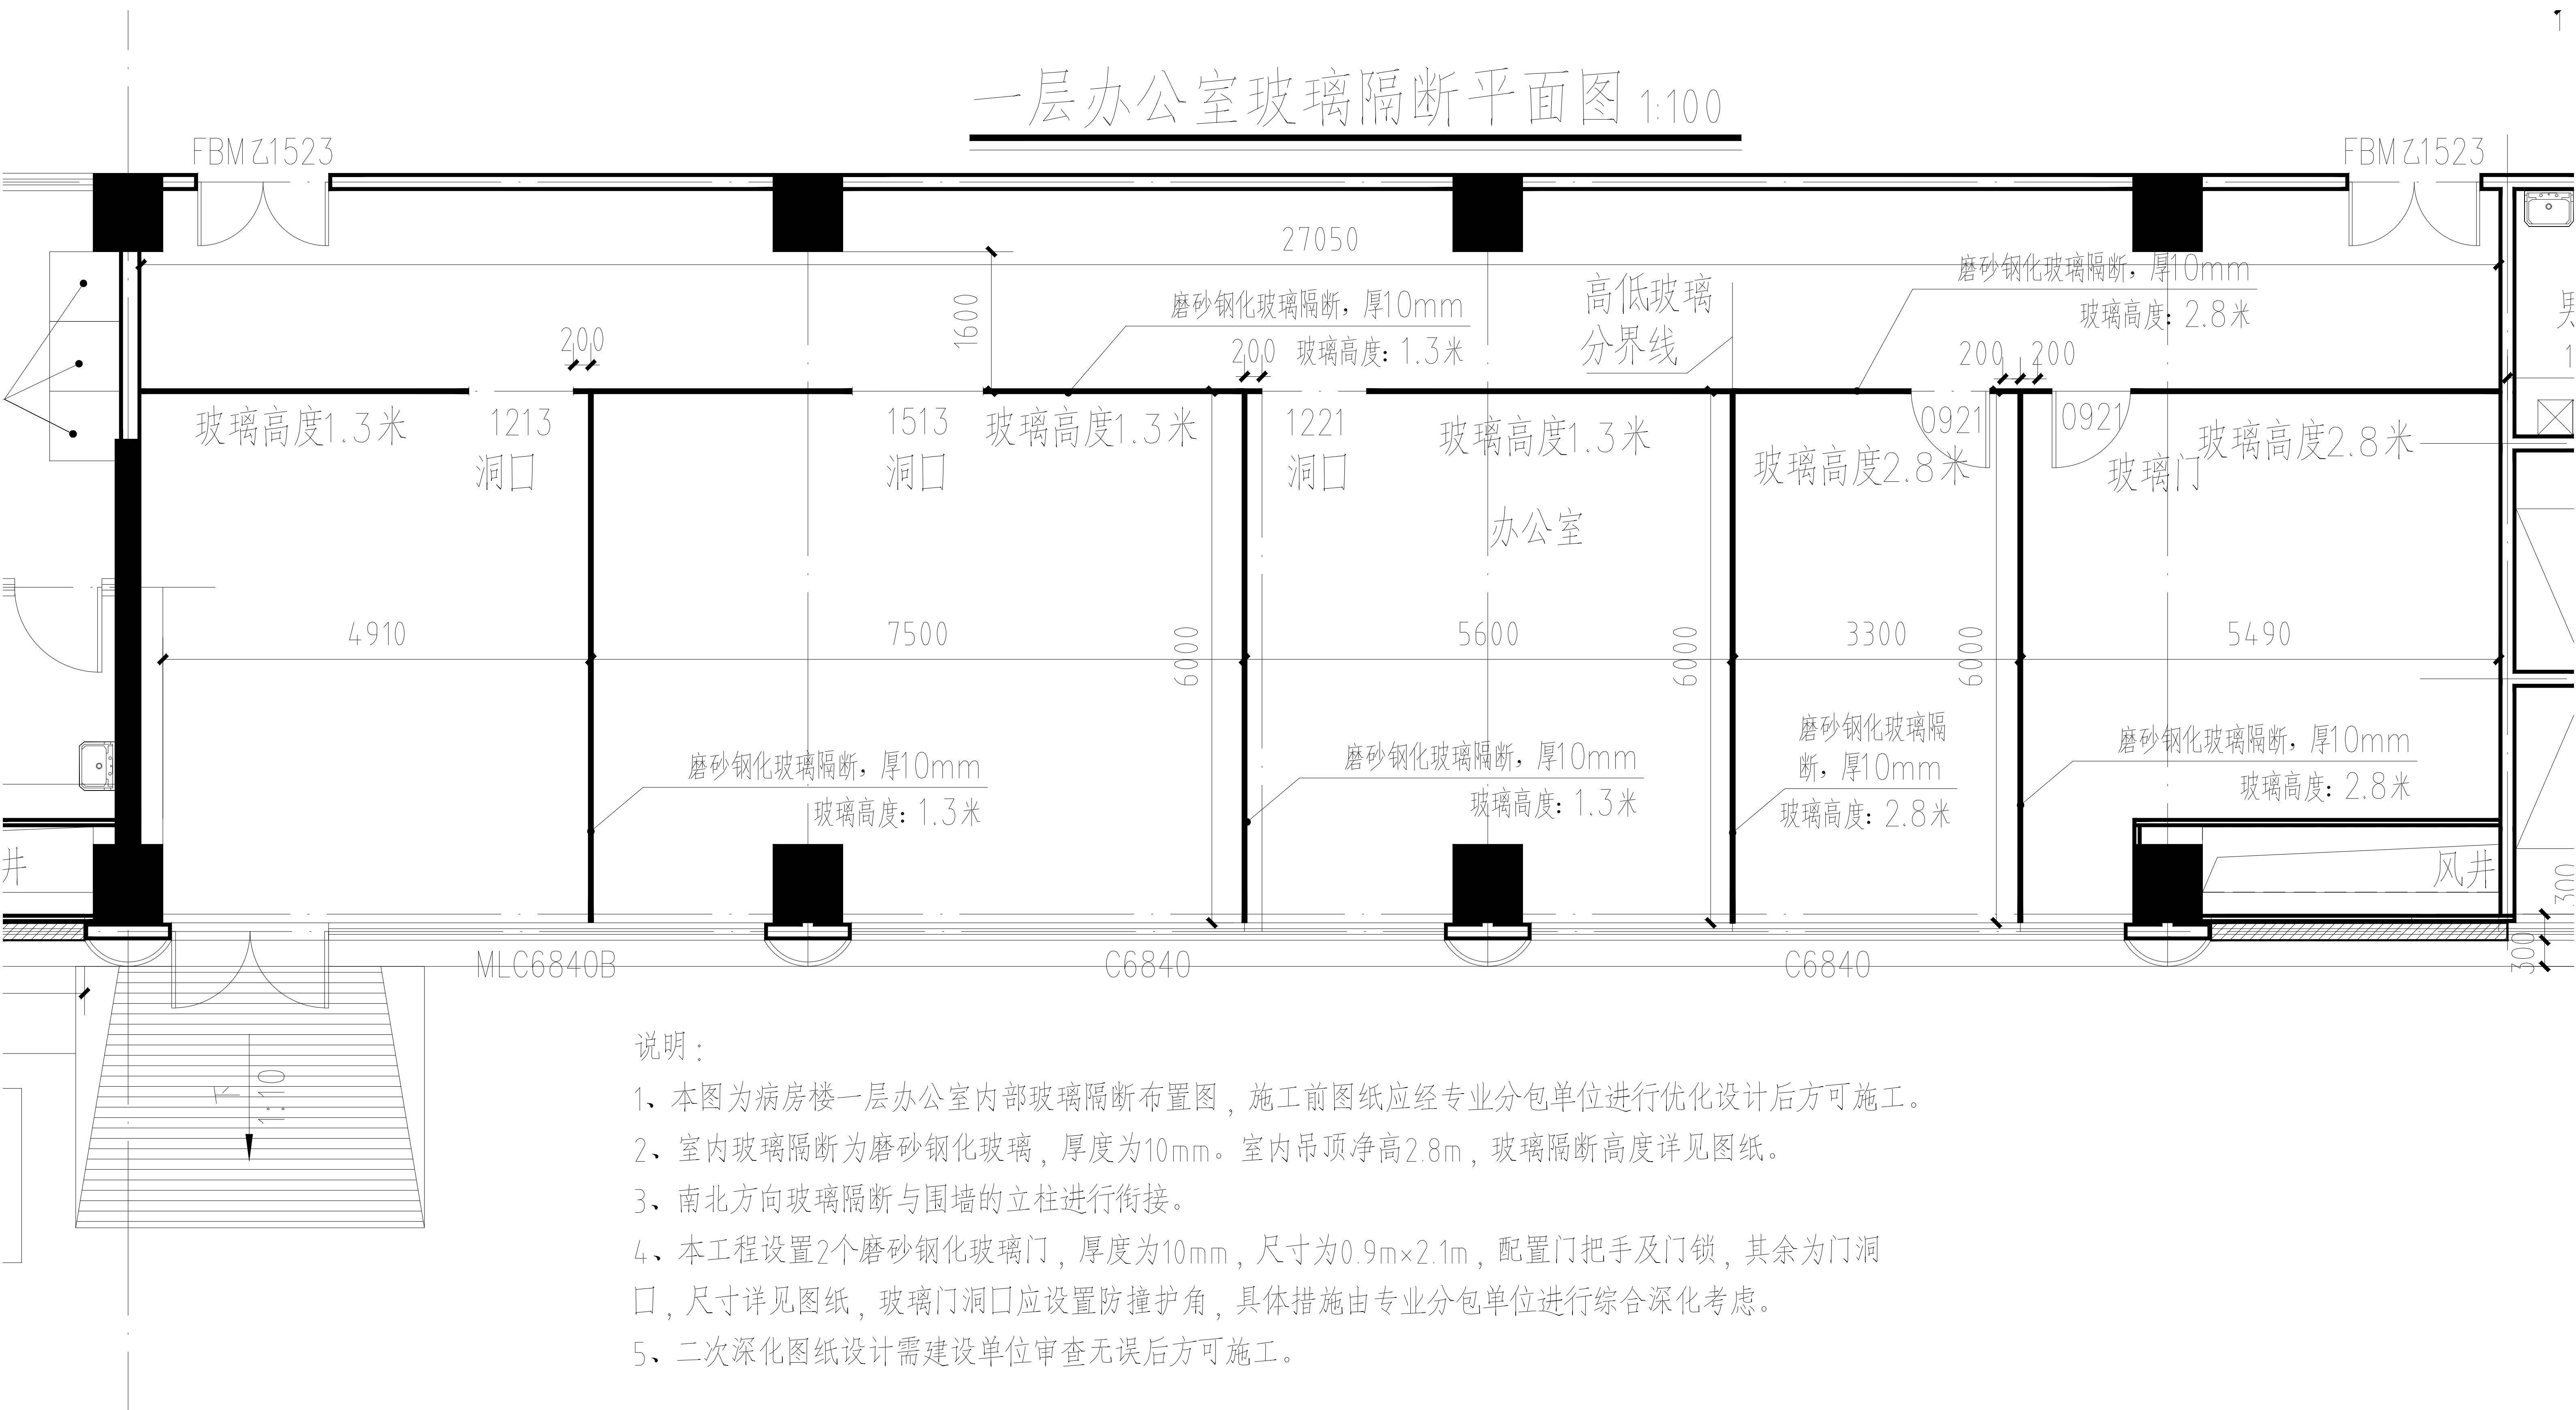 一层办公室玻璃隔断平面图 1:100
FBM乙1523
FBM乙1523
27050
1600
磨砂钢化玻璃隔断，厚10mm
玻璃高度：1.3米
高低玻璃
分界线
磨砂钢化玻璃隔断，厚10mm
玻璃高度：2.8米
200
200
200
200
玻璃高度1.3米
1213
洞口
1513
洞口
玻璃高度1.3米
1221
洞口
玻璃高度1.3米
玻璃高度2.8米
0921
0921
玻璃门
玻璃高度2.8米
办公室
4910
7500
6000
5600
6000
3300
6000
5490
磨砂钢化玻璃隔断，厚10mm
玻璃高度：1.3米
磨砂钢化玻璃隔断，厚10mm
玻璃高度：1.3米
磨砂钢化玻璃隔
断，厚10mm
玻璃高度：2.8米
磨砂钢化玻璃隔断，厚10mm
玻璃高度：2.8米
井
风井
300
300
MLC6840B
C6840
C6840
下
1:10
说明：
1、本图为病房楼一层办公室内部玻璃隔断布置图，施工前图纸应经专业分包单位进行优化设计后方可施工。
2、室内玻璃隔断为磨砂钢化玻璃，厚度为10mm。室内吊顶净高2.8m，玻璃隔断高度详见图纸。
3、南北方向玻璃隔断与围墙的立柱进行衔接。
4、本工程设置2个磨砂钢化玻璃门，厚度为10mm，尺寸为0.9m×2.1m，配置门把手及门锁，其余为门洞
口，尺寸详见图纸，玻璃门洞口应设置防撞护角，具体措施由专业分包单位进行综合深化考虑。
5、二次深化图纸设计需建设单位审查无误后方可施工。